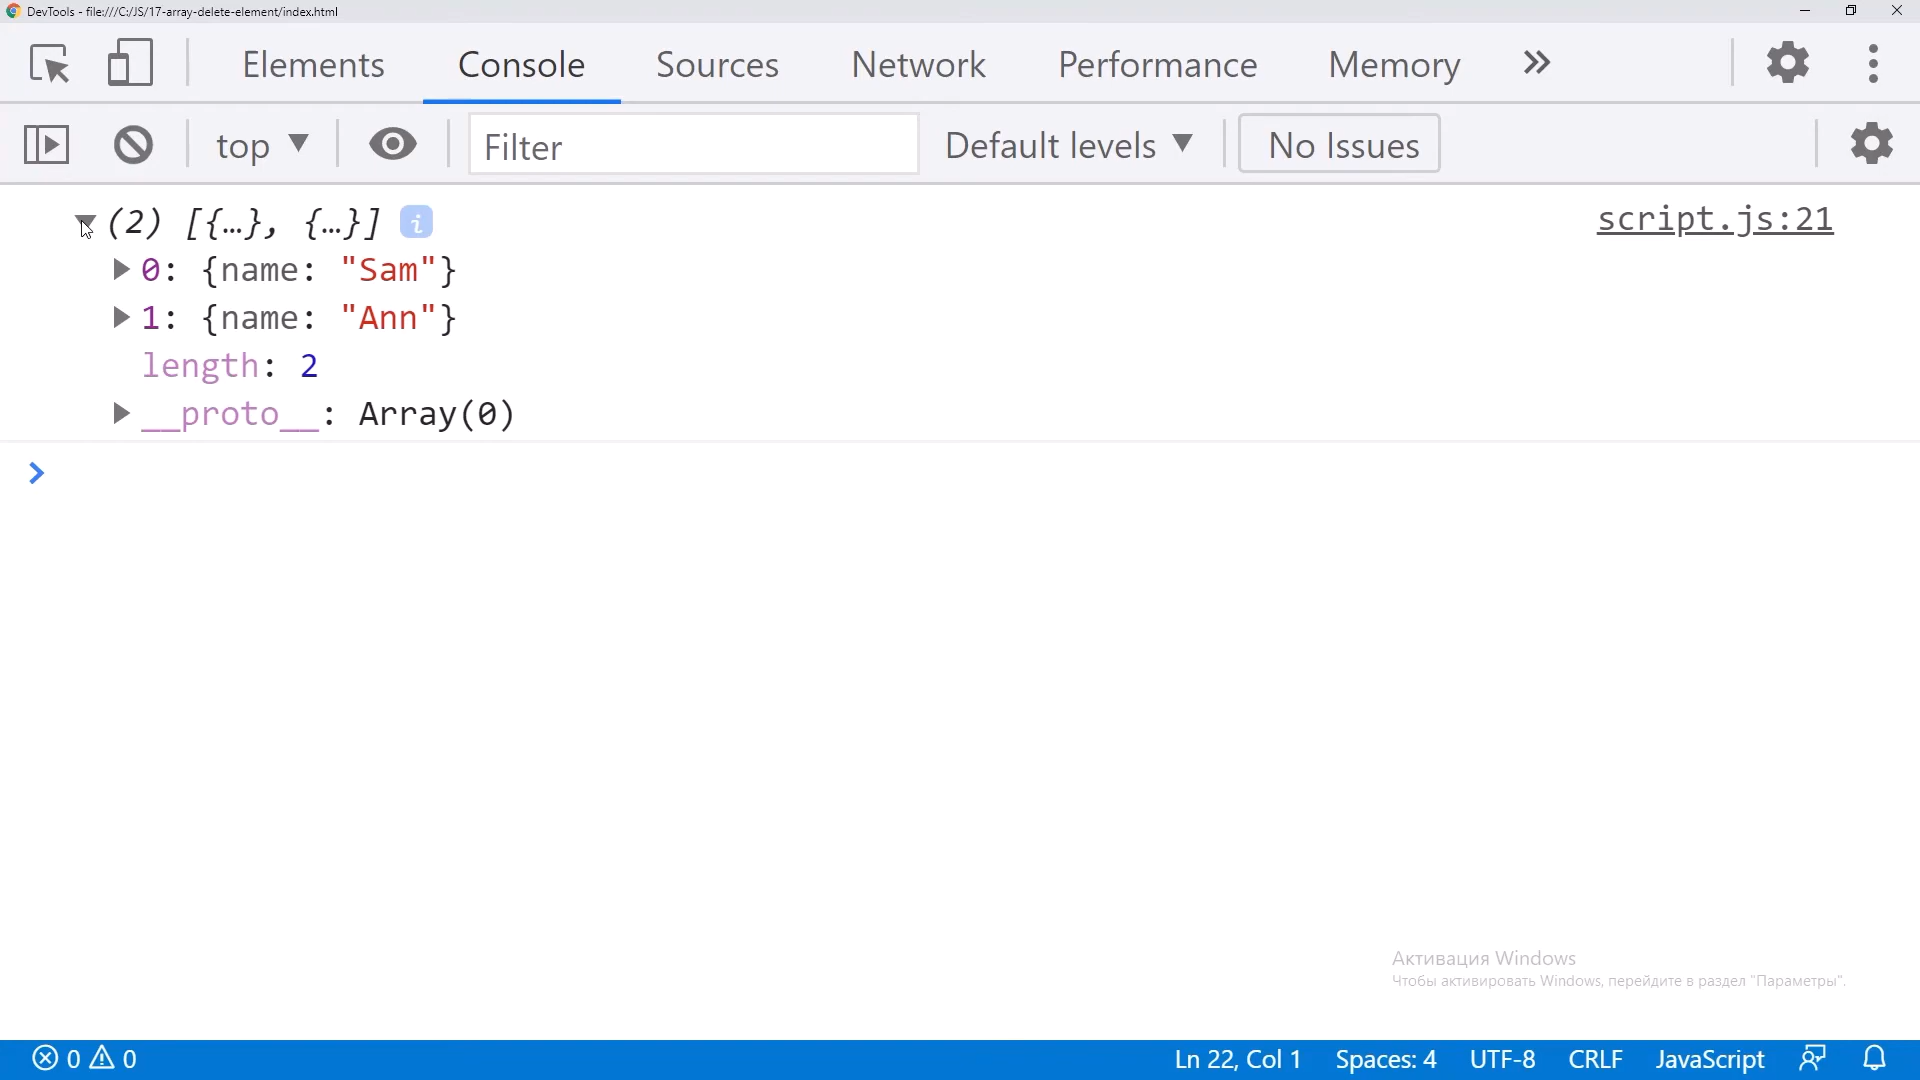 DevTools - file:///C:/JS/17-array-delete-element/index.html
Elements Console Sources Network Performance Memory
top Filter Default levels No Issues
(2) [{…}, {…}] i script.js:21
0: {name: "Sam"}
1: {name: "Ann"}
length: 2
__proto__: Array(0)
Активация Windows
Чтобы активировать Windows, перейдите в раздел "Параметры".
0 0 Ln 22, Col 1 Spaces: 4 UTF-8 CRLF JavaScript